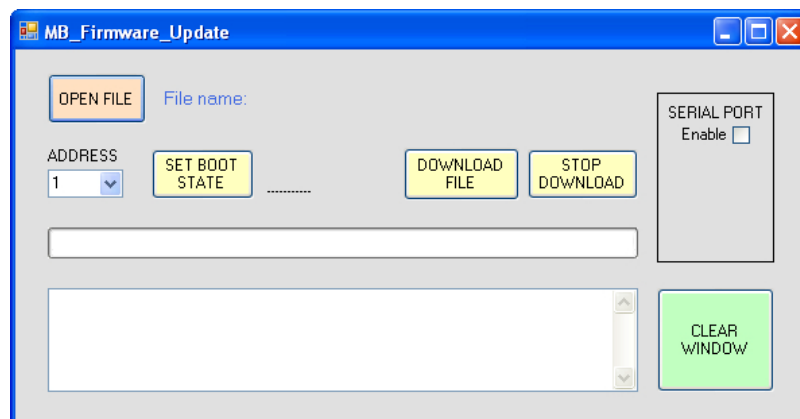 MB_Firmware_Update
OPEN FILE
File name:
SERIAL PORT
Enable
ADDRESS
1
SET BOOT
STATE
-----------
DOWNLOAD
FILE
STOP
DOWNLOAD
CLEAR
WINDOW